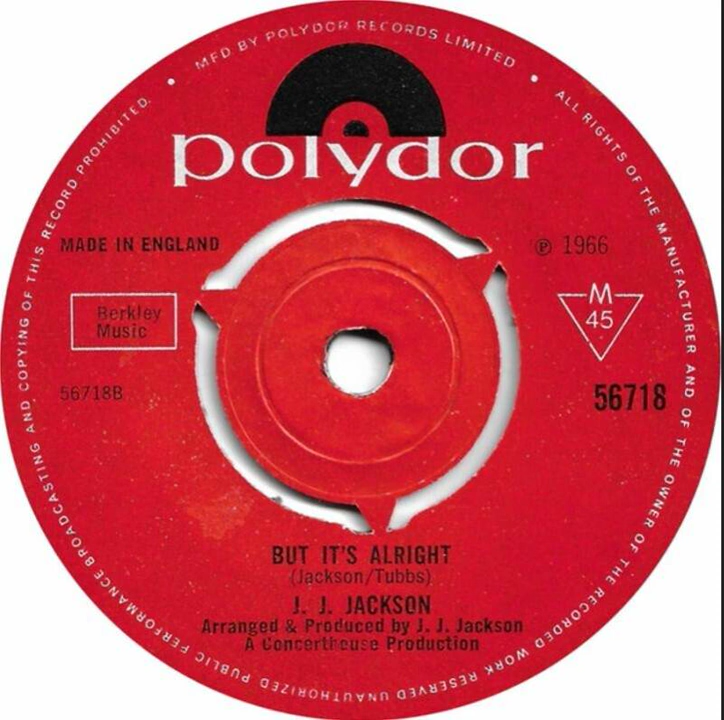 MFD BY POLYDOR RECORDS LIMITED • ALL RIGHTS OF THE MANUFACTURER AND OF THE OWNER OF THE RECORDED WORK RESERVED UNAUTHORIZED PUBLIC PERFORMANCE BROADCASTING AND COPYING OF THIS RECORD PROHIBITED. •
polydor
MADE IN ENGLAND
℗ 1966
Berkley
Music
M
45
56718B
56718
BUT IT'S ALRIGHT
(Jackson/Tubbs)
J. J. JACKSON
Arranged & Produced by J. J. Jackson
A Concerthouse Production